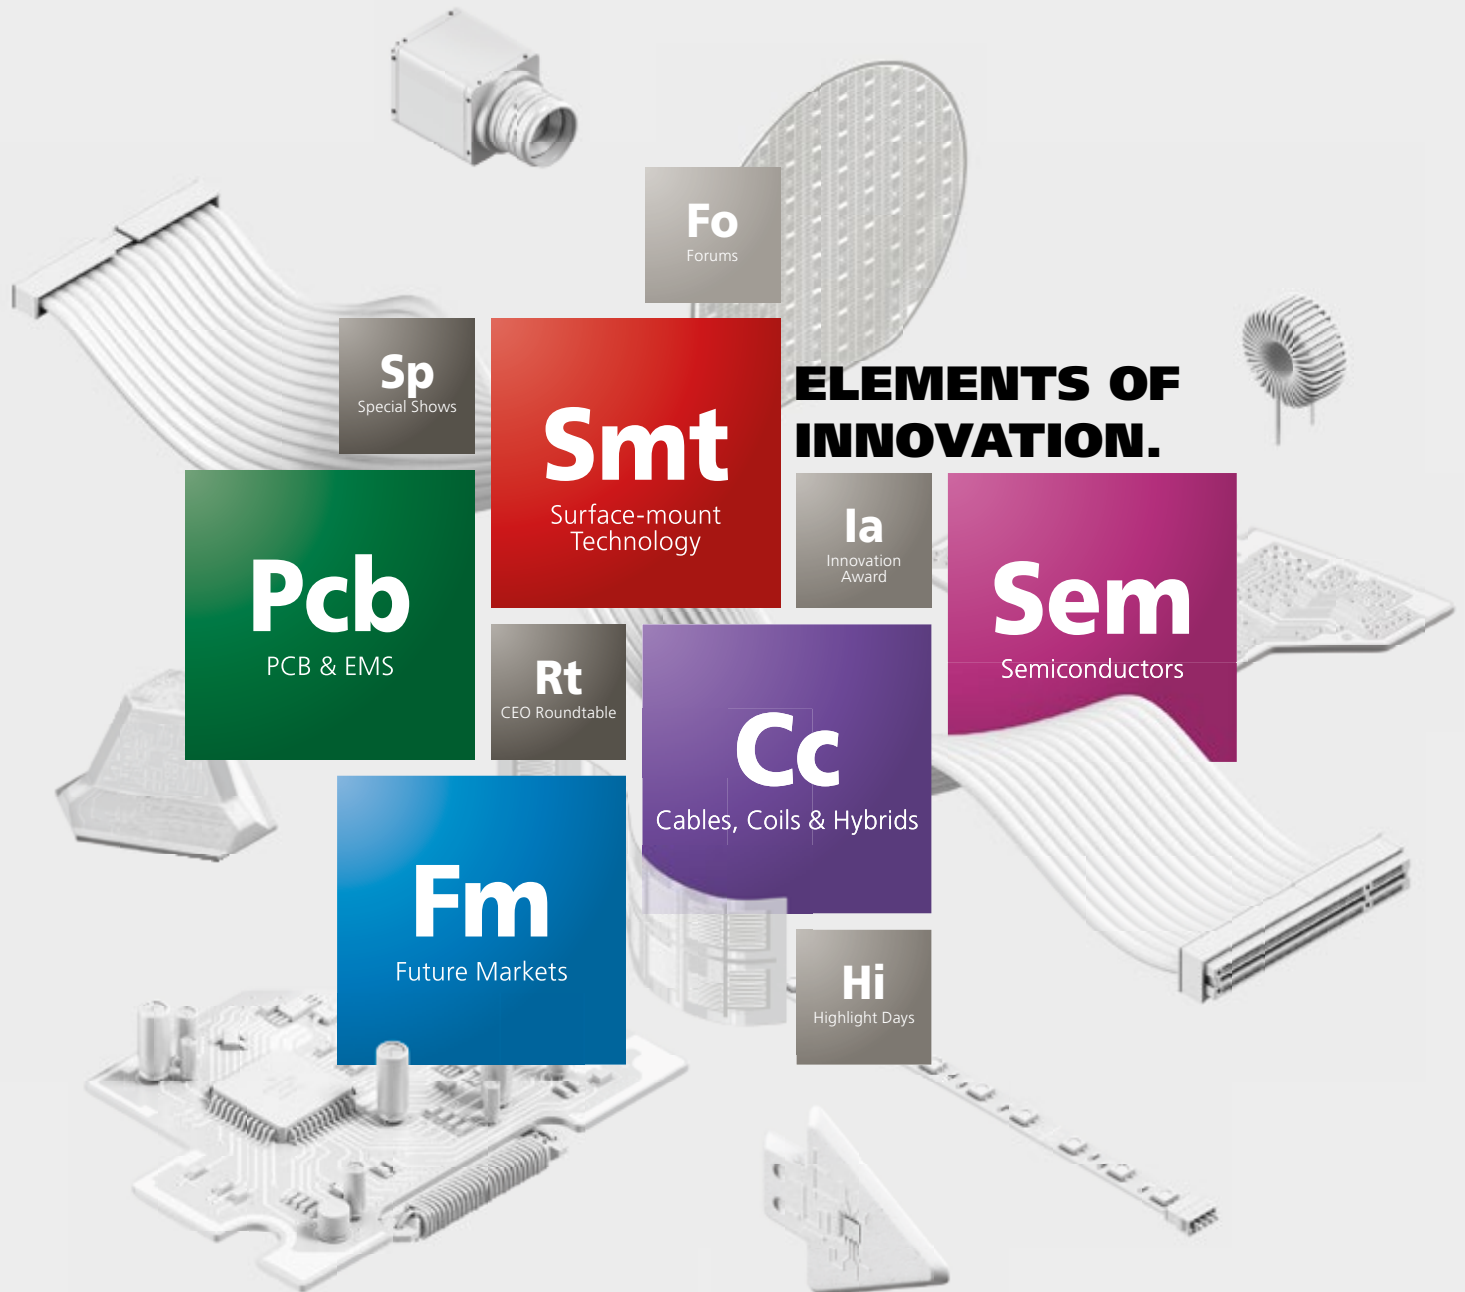 Fo
Forums
Sp
Special Shows
Smt
Surface-mount
Technology
ELEMENTS OF
INNOVATION.
Pcb
PCB & EMS
Ia
Innovation
Award
Sem
Semiconductors
Rt
CEO Roundtable
Cc
Cables, Coils & Hybrids
Fm
Future Markets
Hi
Highlight Days